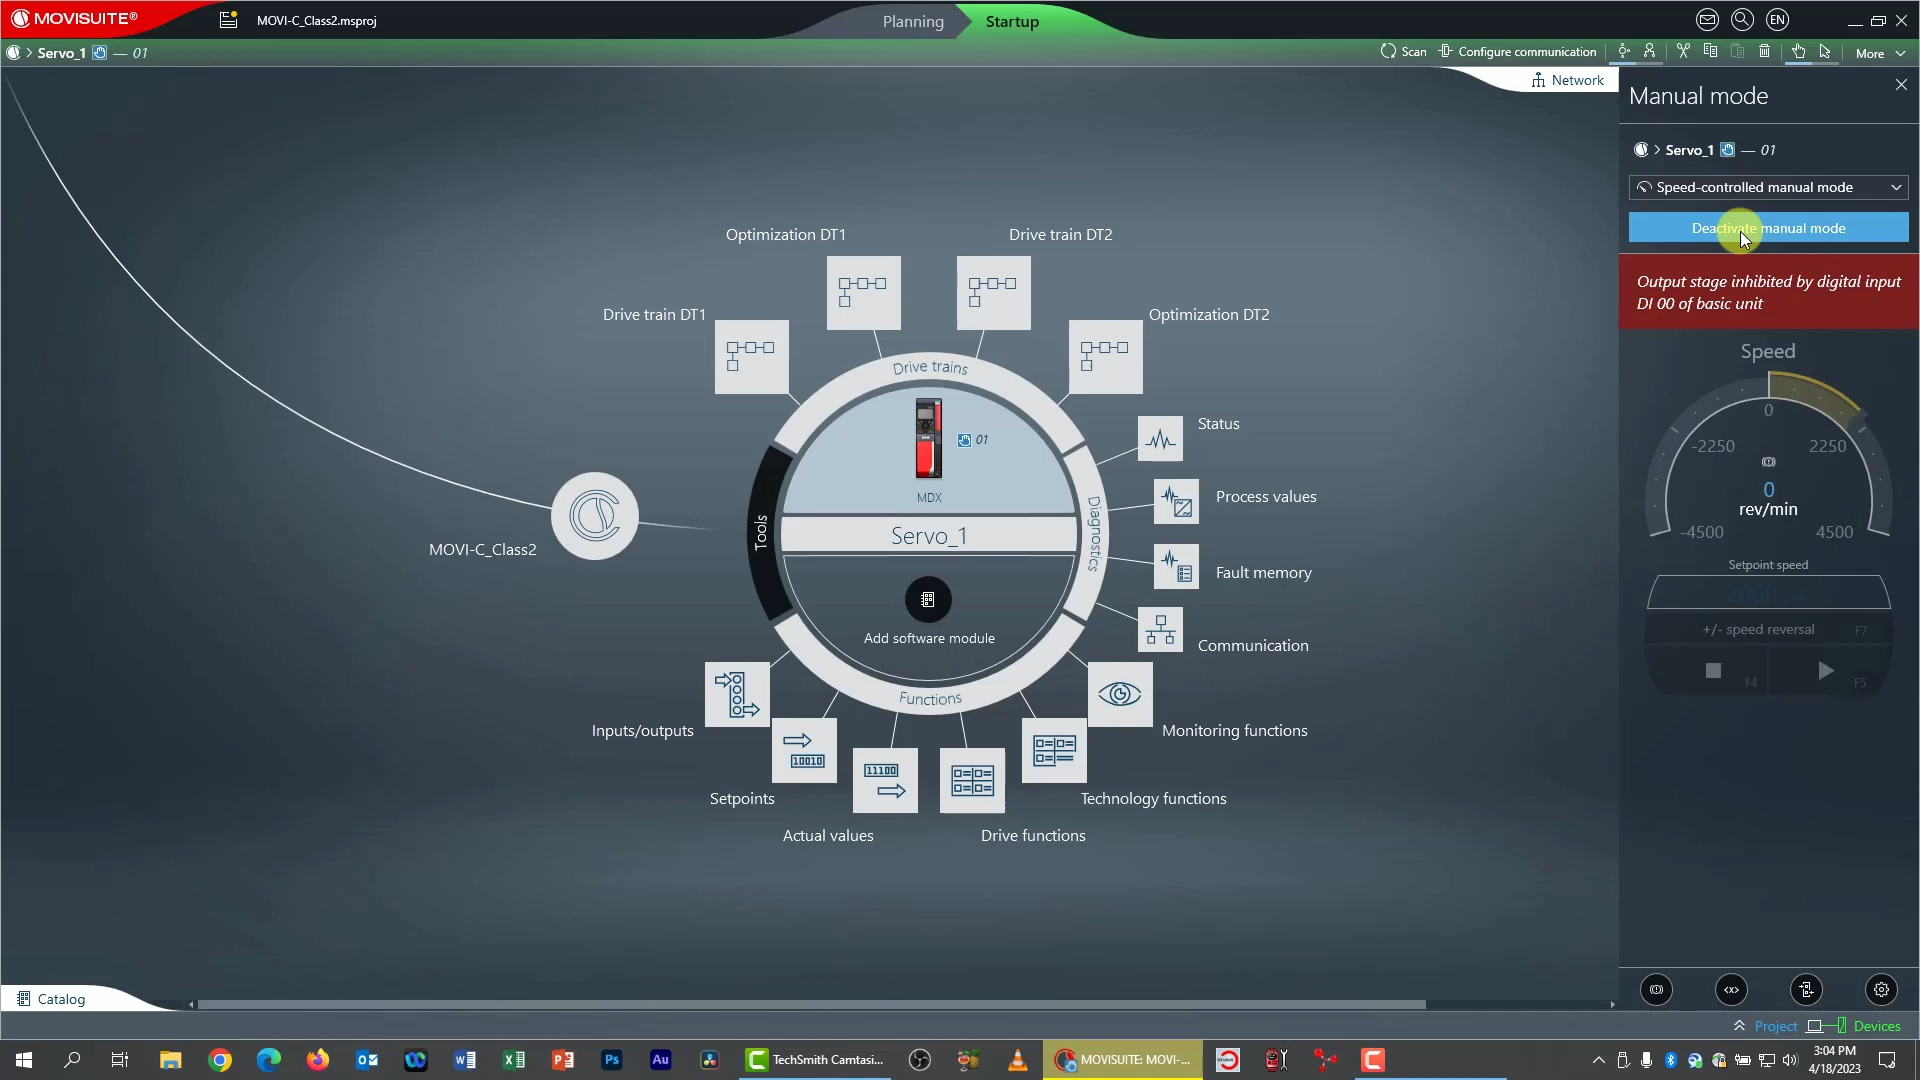 MOVISUITE®
MOVI-C_Class2.msproj
Planning
Startup
EN
Servo_1 — 01
Scan
Configure communication
More
Network
Manual mode
Servo_1 — 01
Speed-controlled manual mode
Deactivate manual mode
Output stage inhibited by digital input
DI 00 of basic unit
Speed
0
-2250
2250
0
rev/min
-4500
4500
Setpoint speed
+/- speed reversal F7
F4
F5
Optimization DT1
Drive train DT2
Drive train DT1
Optimization DT2
Drive trains
Status
01
MDX
Process values
Tools
Diagnostics
Servo_1
MOVI-C_Class2
Fault memory
Add software module
Communication
Functions
Inputs/outputs
Monitoring functions
10010
11100
Setpoints
Technology functions
Actual values
Drive functions
Catalog
Project
Devices
TechSmith Camtasi...
MOVISUITE: MOVI-...
3:04 PM
4/18/2023